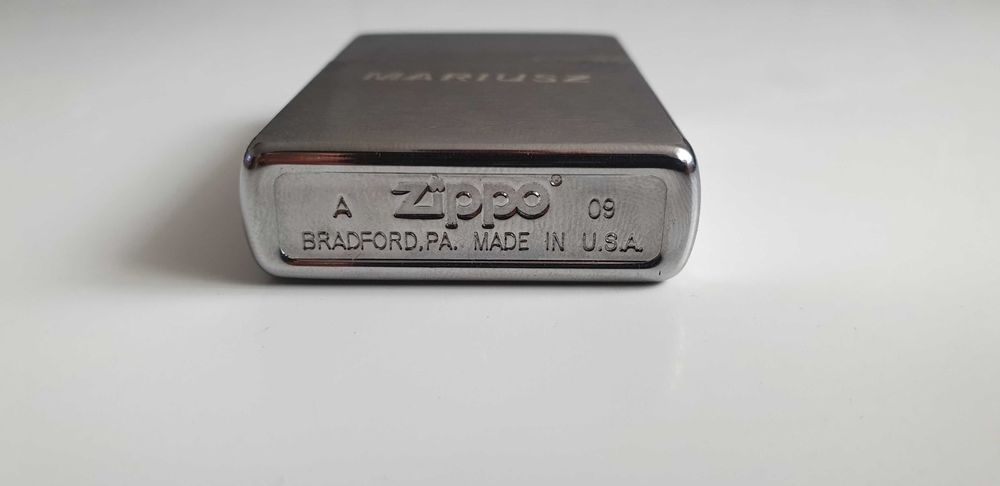 MARIUSZ
A Zippo® 09
BRADFORD,PA. MADE IN U.S.A.